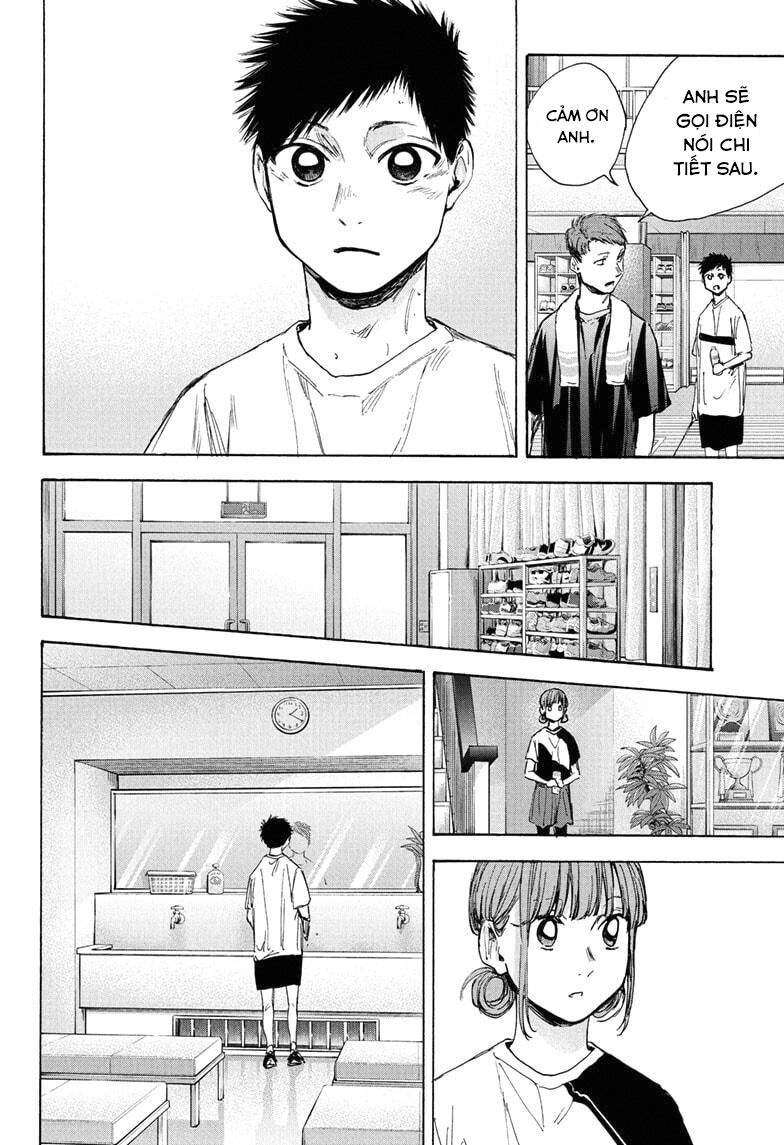 ANH SẼ
GỌI ĐIỆN
NÓI CHI
TIẾT SAU.
CẢM ƠN
ANH.